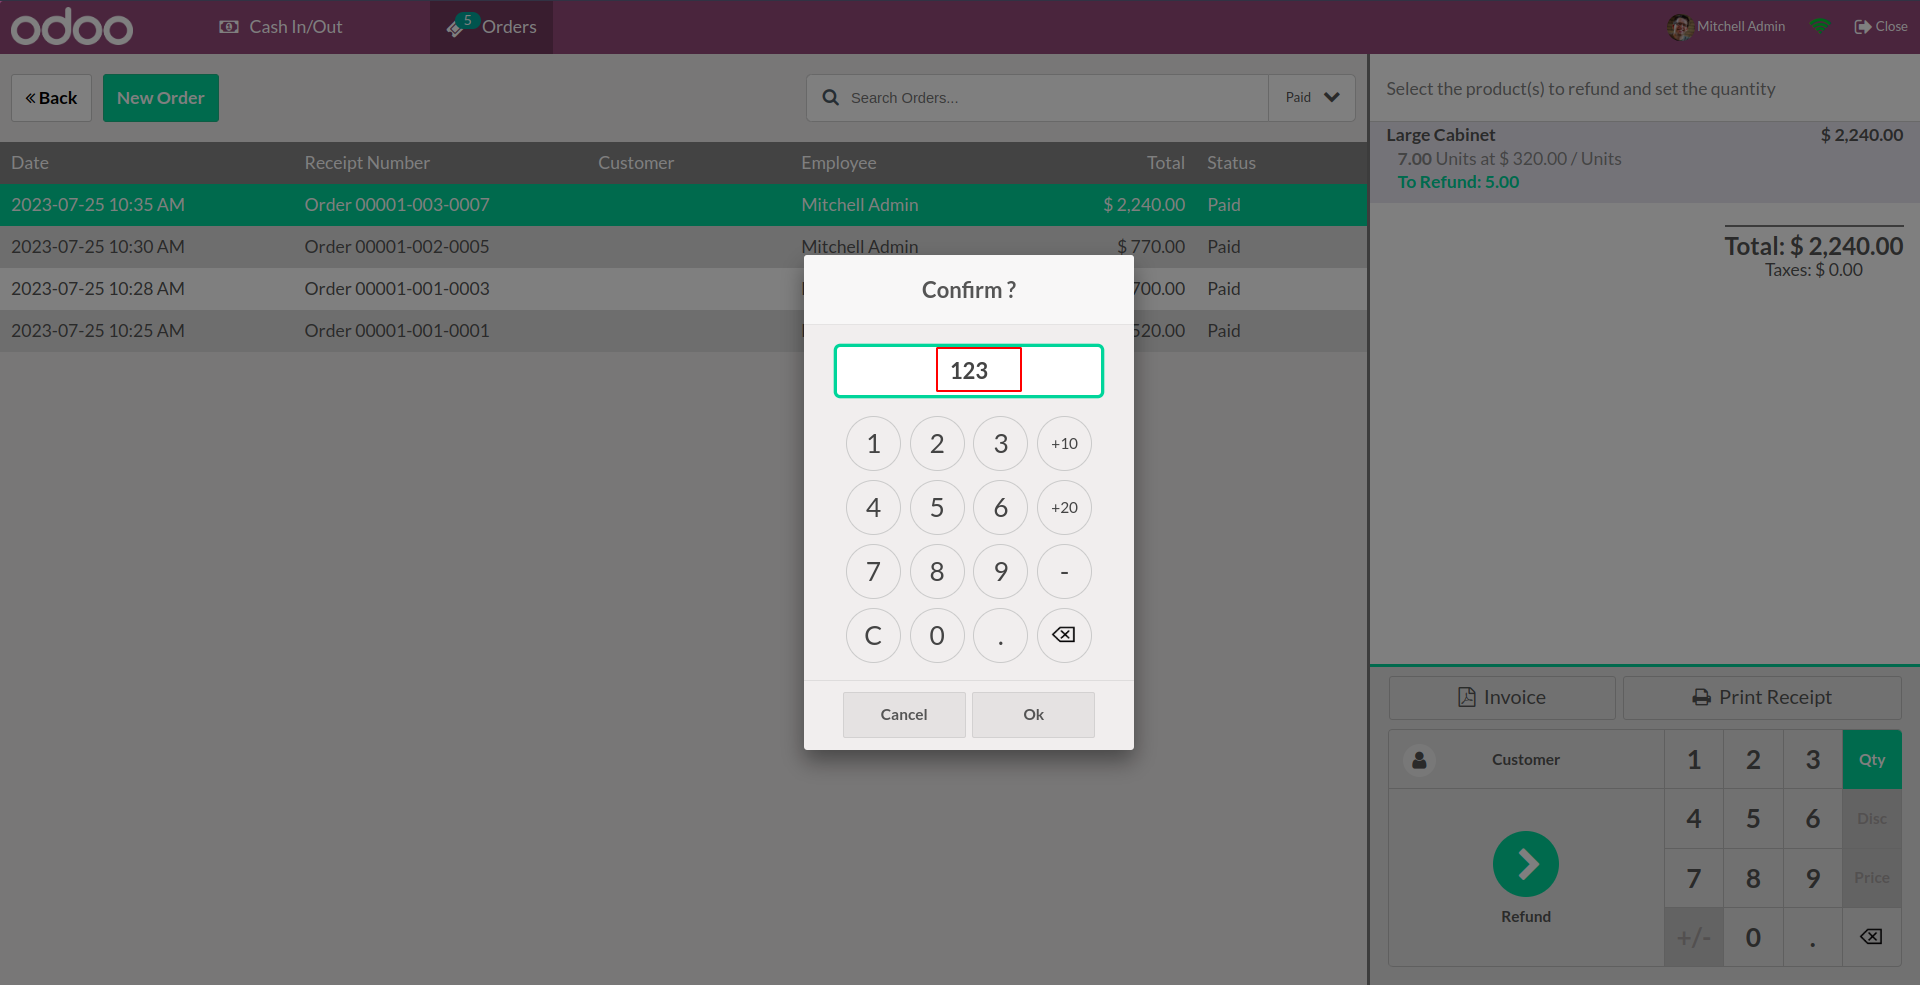 odoo
Cash In/Out
5
Orders
Mitchell Admin
Close
Back
New Order
Search Orders...
Paid
Select the product(s) to refund and set the quantity
Date Receipt Number Customer Employee Total Status
2023-07-25 10:35 AM Order 00001-003-0007 Mitchell Admin $ 2,240.00 Paid
2023-07-25 10:30 AM Order 00001-002-0005 Mitchell Admin $ 770.00 Paid
2023-07-25 10:28 AM Order 00001-001-0003 700.00 Paid
2023-07-25 10:25 AM Order 00001-001-0001 520.00 Paid
Confirm ?
123
1 2 3 +10
4 5 6 +20
7 8 9 -
C 0 .
Cancel Ok
Large Cabinet $ 2,240.00
7.00 Units at $ 320.00 / Units
To Refund: 5.00
Total: $ 2,240.00
Taxes: $ 0.00
Invoice Print Receipt
Customer
Refund
1 2 3 Qty
4 5 6 Disc
7 8 9 Price
+/- 0 .